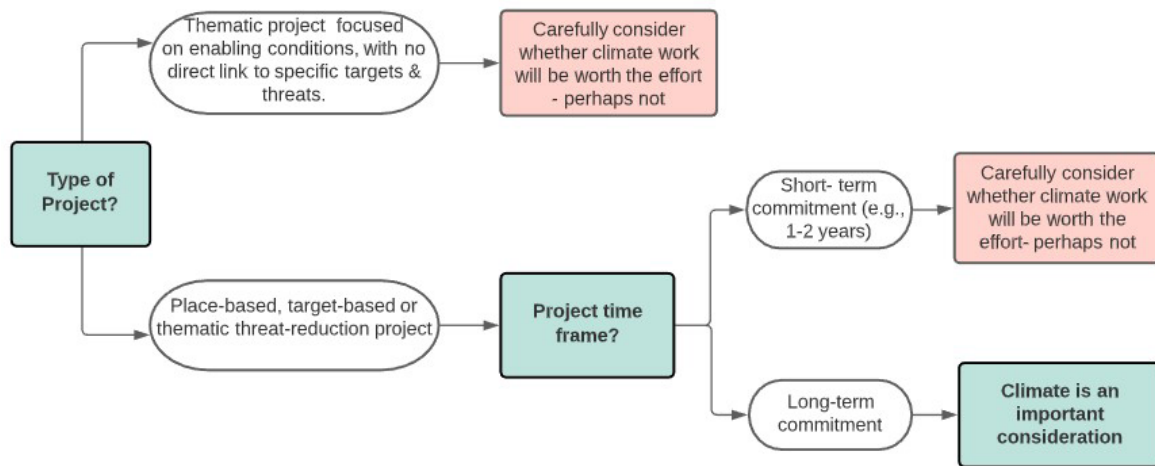 Thematic project  focused
on enabling conditions, with no
direct link to specific targets &
threats.
Carefully consider
whether climate work
will be worth the effort
- perhaps not
Type of
Project?
Short- term
commitment (e.g.,
1-2 years)
Carefully consider
whether climate work
will be worth the
effort- perhaps not
Place-based, target-based or
thematic threat-reduction project
Project time
frame?
Long-term
commitment
Climate is an
important
consideration